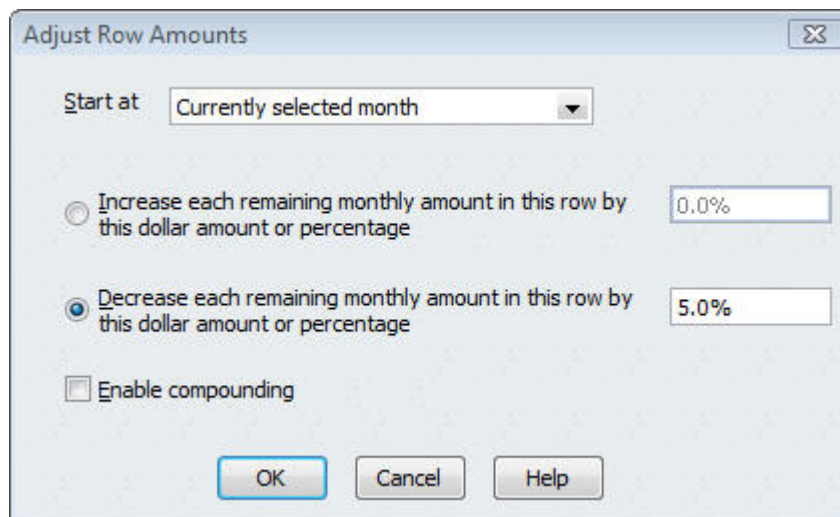 Adjust Row Amounts
Start at
Currently selected month
Increase each remaining monthly amount in this row by
this dollar amount or percentage
0.0%
Decrease each remaining monthly amount in this row by
this dollar amount or percentage
5.0%
Enable compounding
OK
Cancel
Help